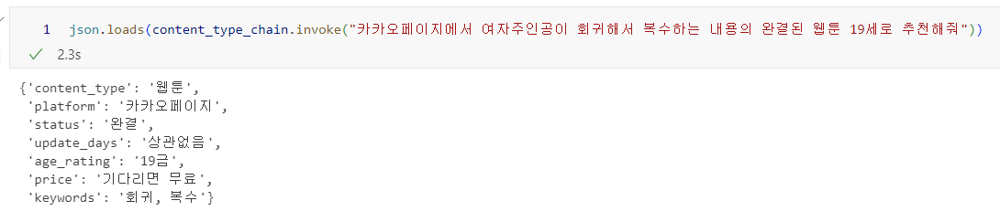 1 json.loads(content_type_chain.invoke("카카오페이지에서 여자주인공이 회귀해서 복수하는 내용의 완결된 웹툰 19세로 추천해줘"))
✓ 2.3s
{'content_type': '웹툰',
'platform': '카카오페이지',
'status': '완결',
'update_days': '상관없음',
'age_rating': '19금',
'price': '기다리면 무료',
'keywords': '회귀, 복수'}